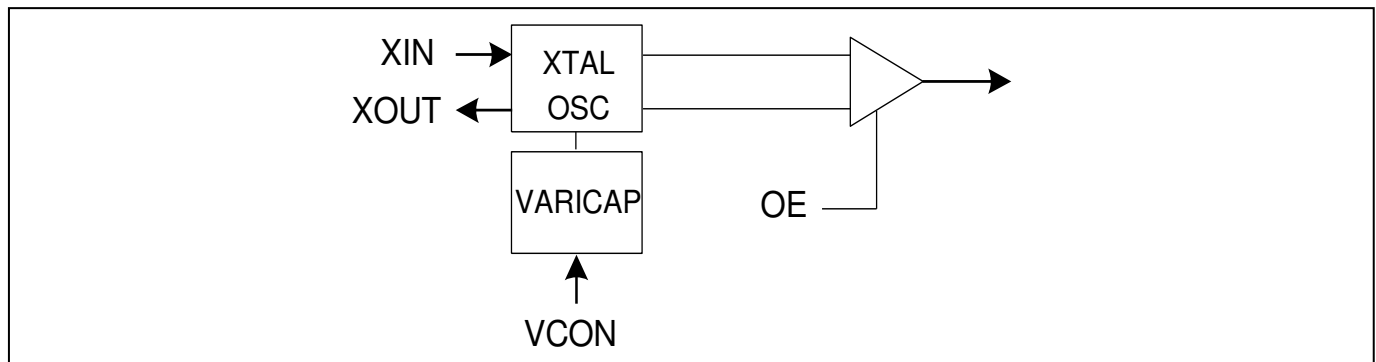 XIN
XTAL
XOUT
OSC
VARICAP
OE
VCON